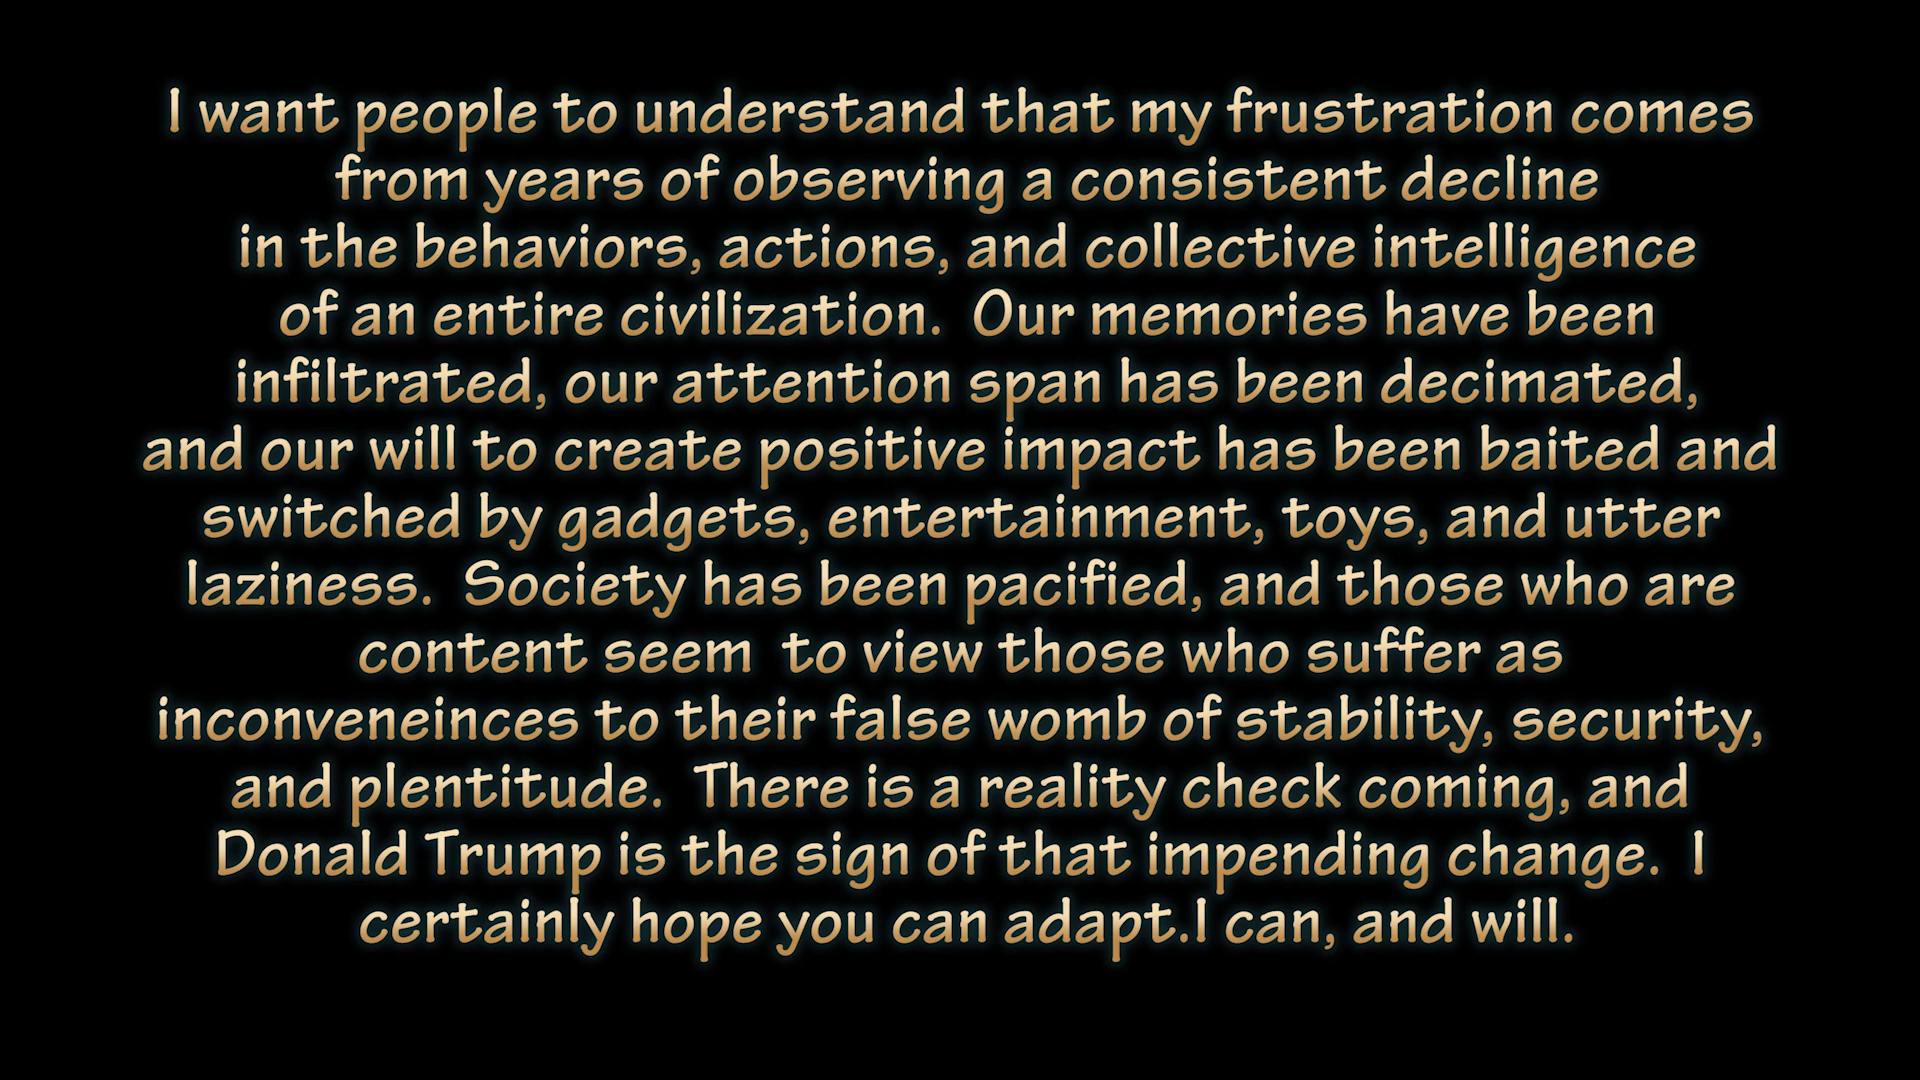 I want people to understand that my frustration comes
from years of observing a consistent decline
in the behaviors, actions, and collective intelligence
of an entire civilization.  Our memories have been
infiltrated, our attention span has been decimated,
and our will to create positive impact has been baited and
switched by gadgets, entertainment, toys, and utter
laziness.  Society has been pacified, and those who are
content seem  to view those who suffer as
inconveneinces to their false womb of stability, security,
and plentitude.  There is a reality check coming, and
Donald Trump is the sign of that impending change.  I
certainly hope you can adapt.I can, and will.